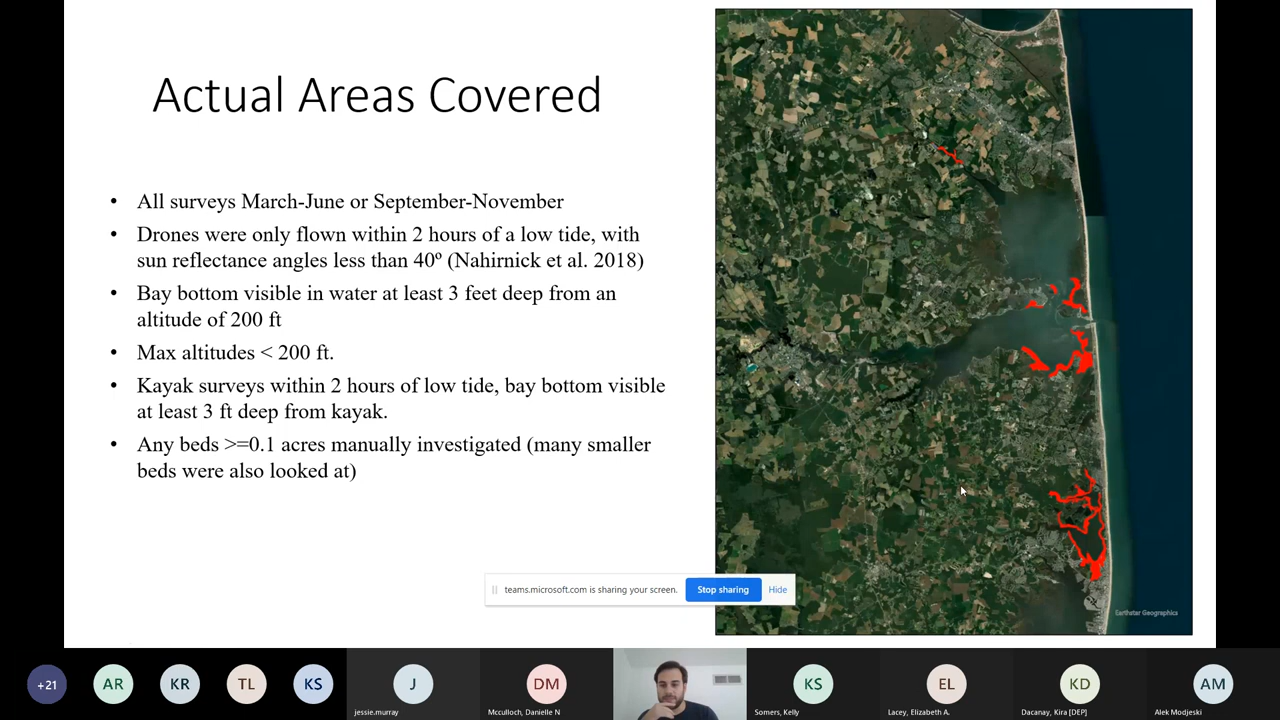 Actual Areas Covered
• All surveys March-June or September-November
• Drones were only flown within 2 hours of a low tide, with
sun reflectance angles less than 40º (Nahirnick et al. 2018)
• Bay bottom visible in water at least 3 feet deep from an
altitude of 200 ft
• Max altitudes < 200 ft.
• Kayak surveys within 2 hours of low tide, bay bottom visible
at least 3 ft deep from kayak.
• Any beds >=0.1 acres manually investigated (many smaller
beds were also looked at)
Earthstar Geographics
teams.microsoft.com is sharing your screen.
Stop sharing
Hide
+21
AR
KR
TL
KS
J
DM
KS
EL
KD
AM
jessie.murray
Mcculloch, Danielle N
Somers, Kelly
Lacey, Elizabeth A.
Dacanay, Kira [DEP]
Alek Modjeski